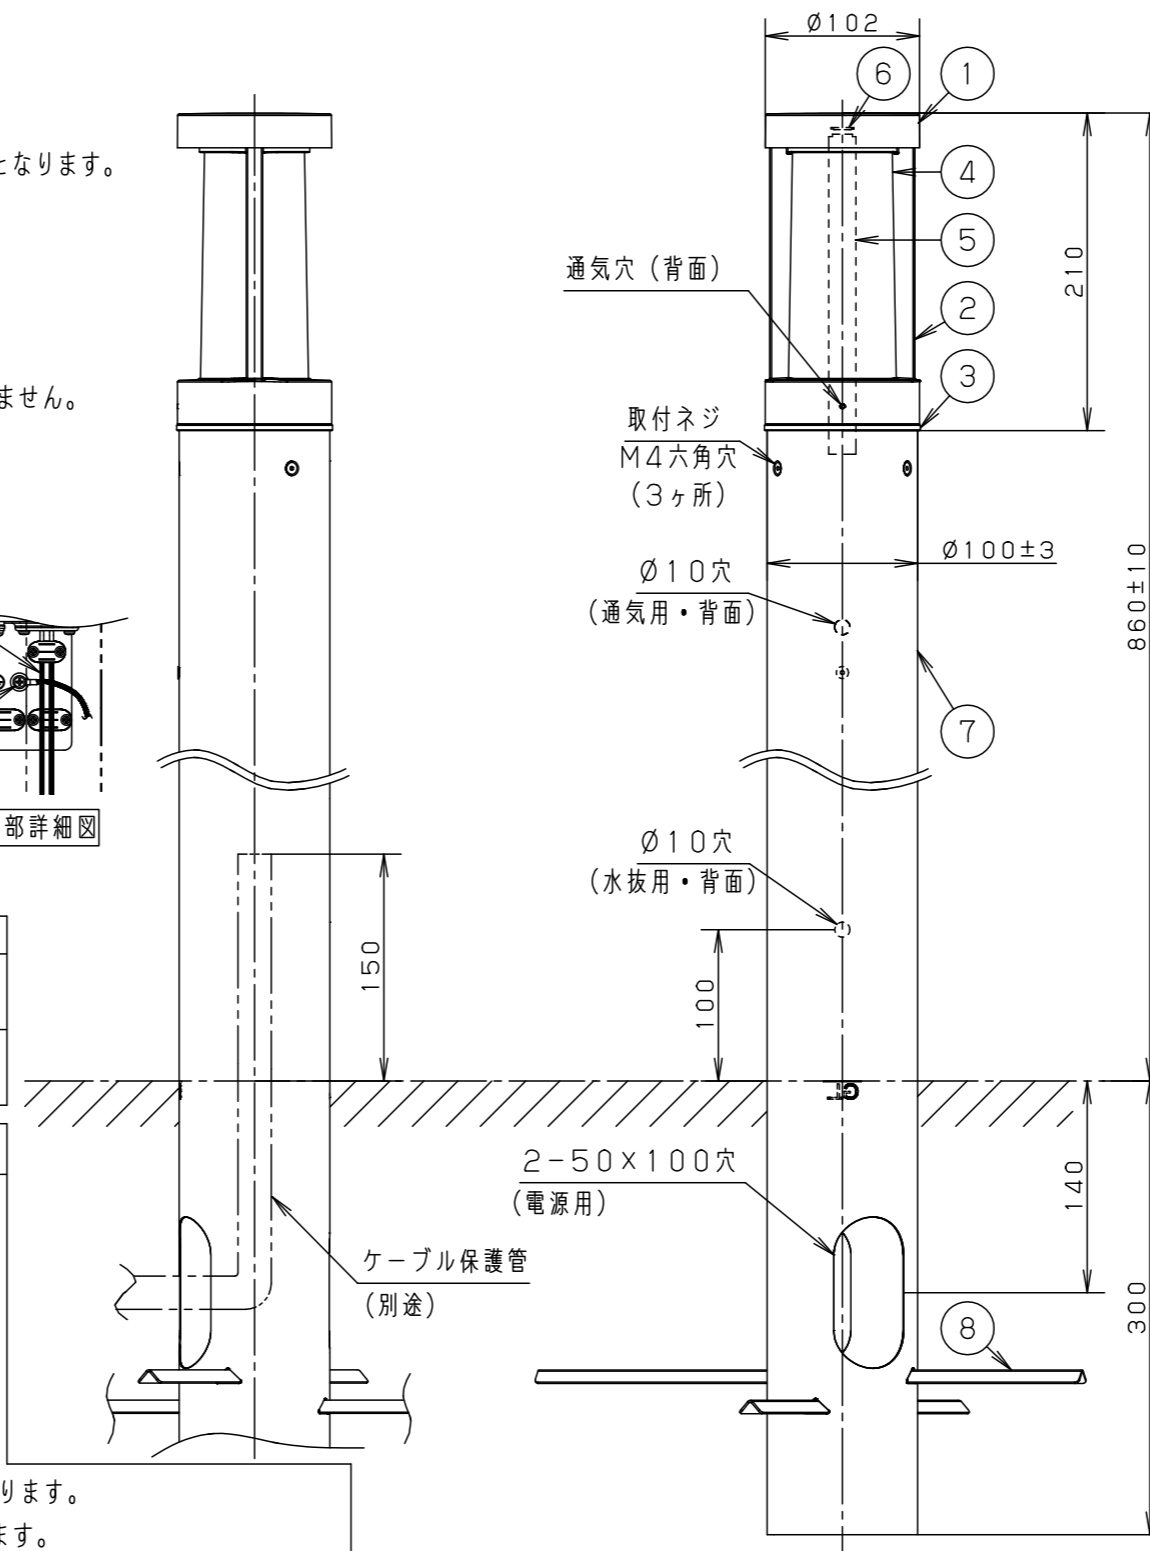 Ø102
6
1
となります。
4
5
通気穴（背面）
210
2
ません。
3
取付ネジ
M4六角穴
（3ヶ所）
Ø100±3
Ø10穴
（通気用・背面）
860±10
7
部詳細図
Ø10穴
（水抜用・背面）
150
100
GL
2-50×100穴
（電源用）
140
ケーブル保護管
（別途）
300
8
ります。
ます。